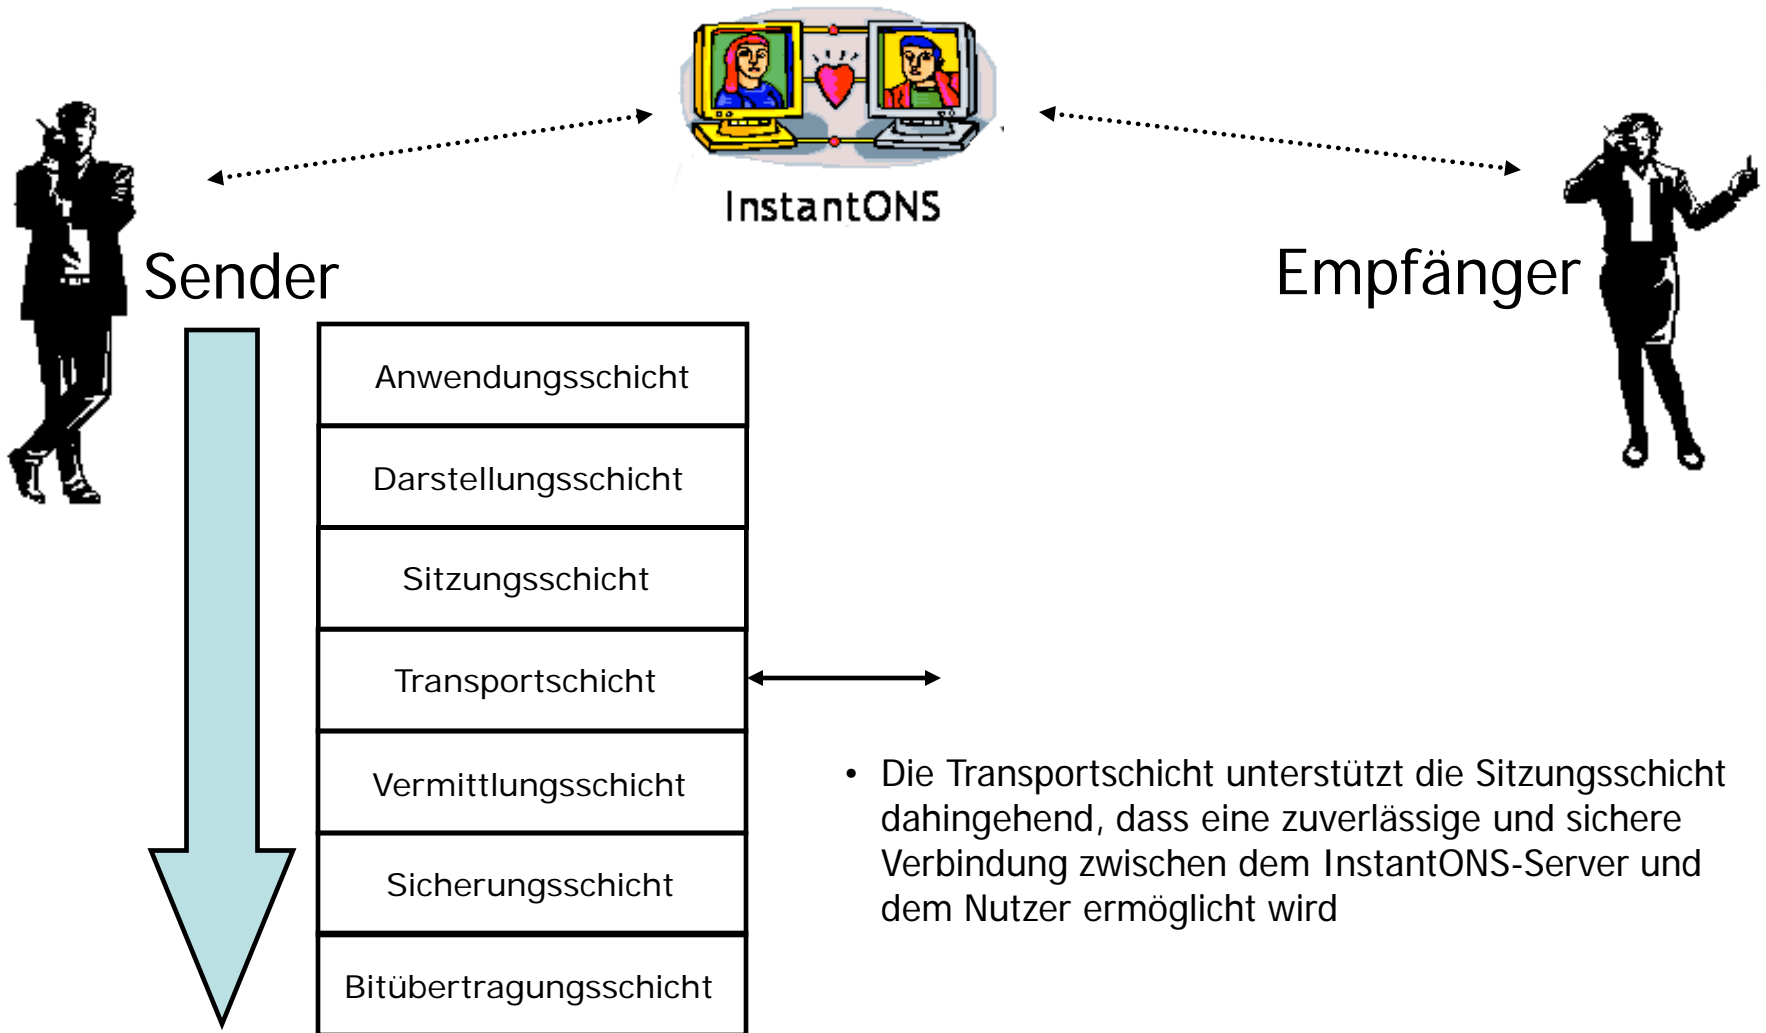 InstantONS
Sender
Empfänger
Anwendungsschicht
Darstellungsschicht
Sitzungsschicht
Transportschicht
Vermittlungsschicht
Sicherungsschicht
Bitübertragungsschicht
• Die Transportschicht unterstützt die Sitzungsschicht
dahingehend, dass eine zuverlässige und sichere
Verbindung zwischen dem InstantONS-Server und
dem Nutzer ermöglicht wird